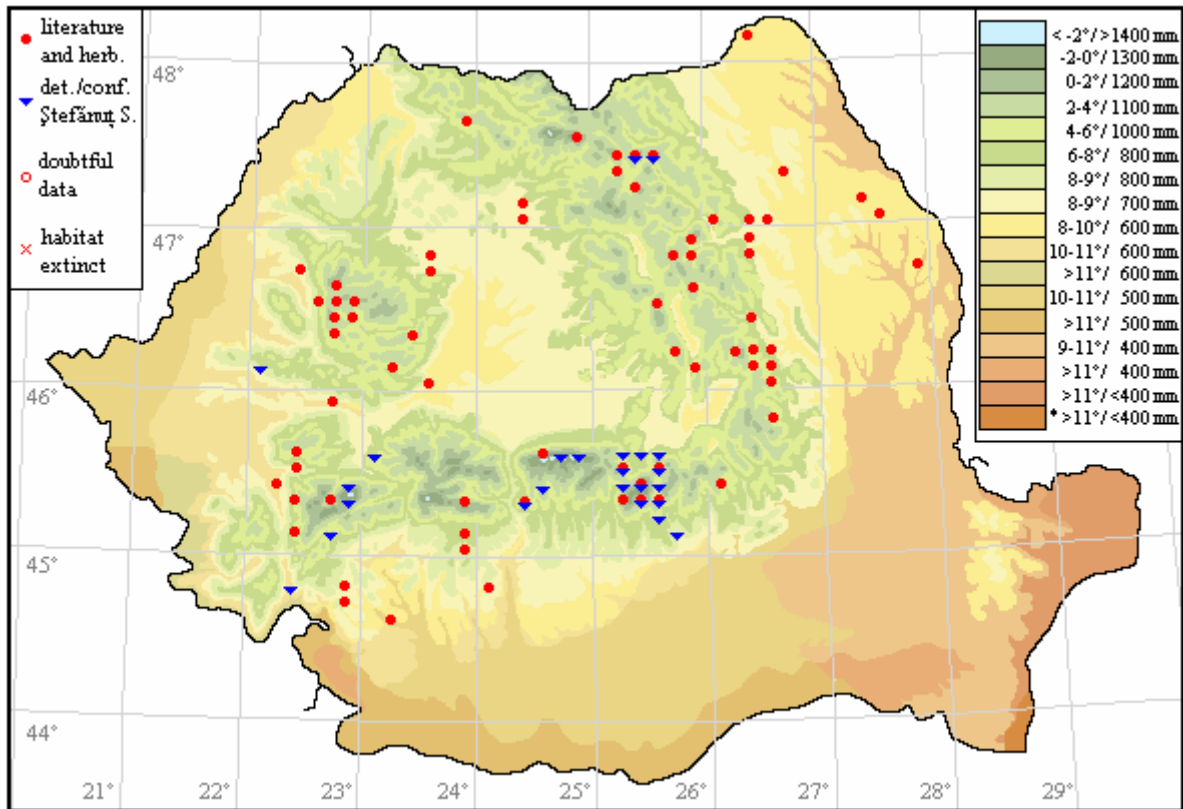 literature
and herb.
det./conf.
Ştefănuţ S.
doubtful
data
habitat
extinct
< -2°/>1400 mm
-2-0°/1300 mm
0-2°/1200 mm
2-4°/1100 mm
4-6°/1000 mm
6-8°/ 800 mm
8-9°/ 800 mm
8-9°/ 700 mm
8-10°/ 600 mm
10-11°/ 600 mm
>11°/ 600 mm
10-11°/ 500 mm
>11°/ 500 mm
9-11°/ 400 mm
>11°/ 400 mm
>11°/<400 mm
* >11°/<400 mm
48°
47°
46°
45°
44°
21° 22° 23° 24° 25° 26° 27° 28° 29°